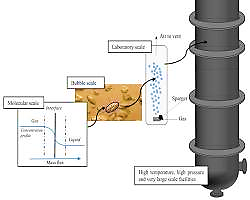 Air to vent
Laboratory scale
Bubble scale
Sparger
Gas
Molecular scale
Interface
Gas
Concentration
profile
Liquid
Mass flux
High temperature, high pressure
and very large scale facilities